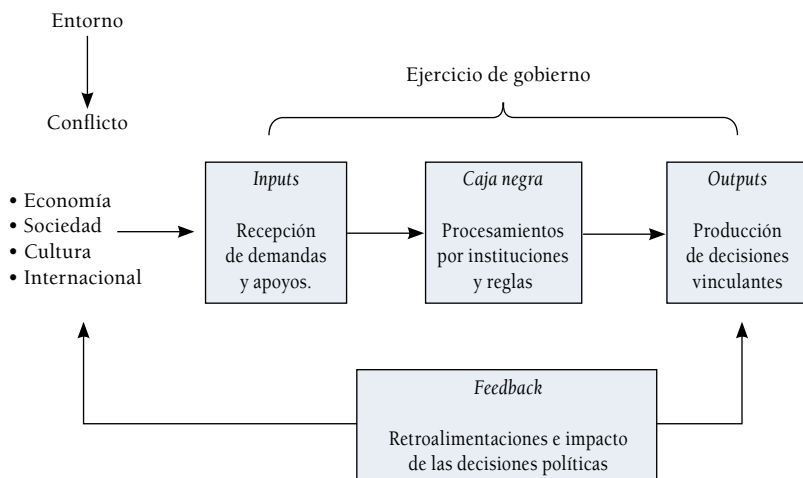 Entorno
Ejercicio de gobierno
Conflicto
• Economía
• Sociedad
• Cultura
• Internacional
Inputs
Recepción
de demandas
y apoyos.
Caja negra
Procesamientos
por instituciones
y reglas
Outputs
Producción
de decisiones
vinculantes
Feedback
Retroalimentaciones e impacto
de las decisiones políticas